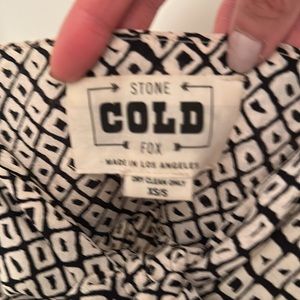 STONE
COLD
FOX
MADE IN LOS ANGELES
DRY CLEAN ONLY
XS/S